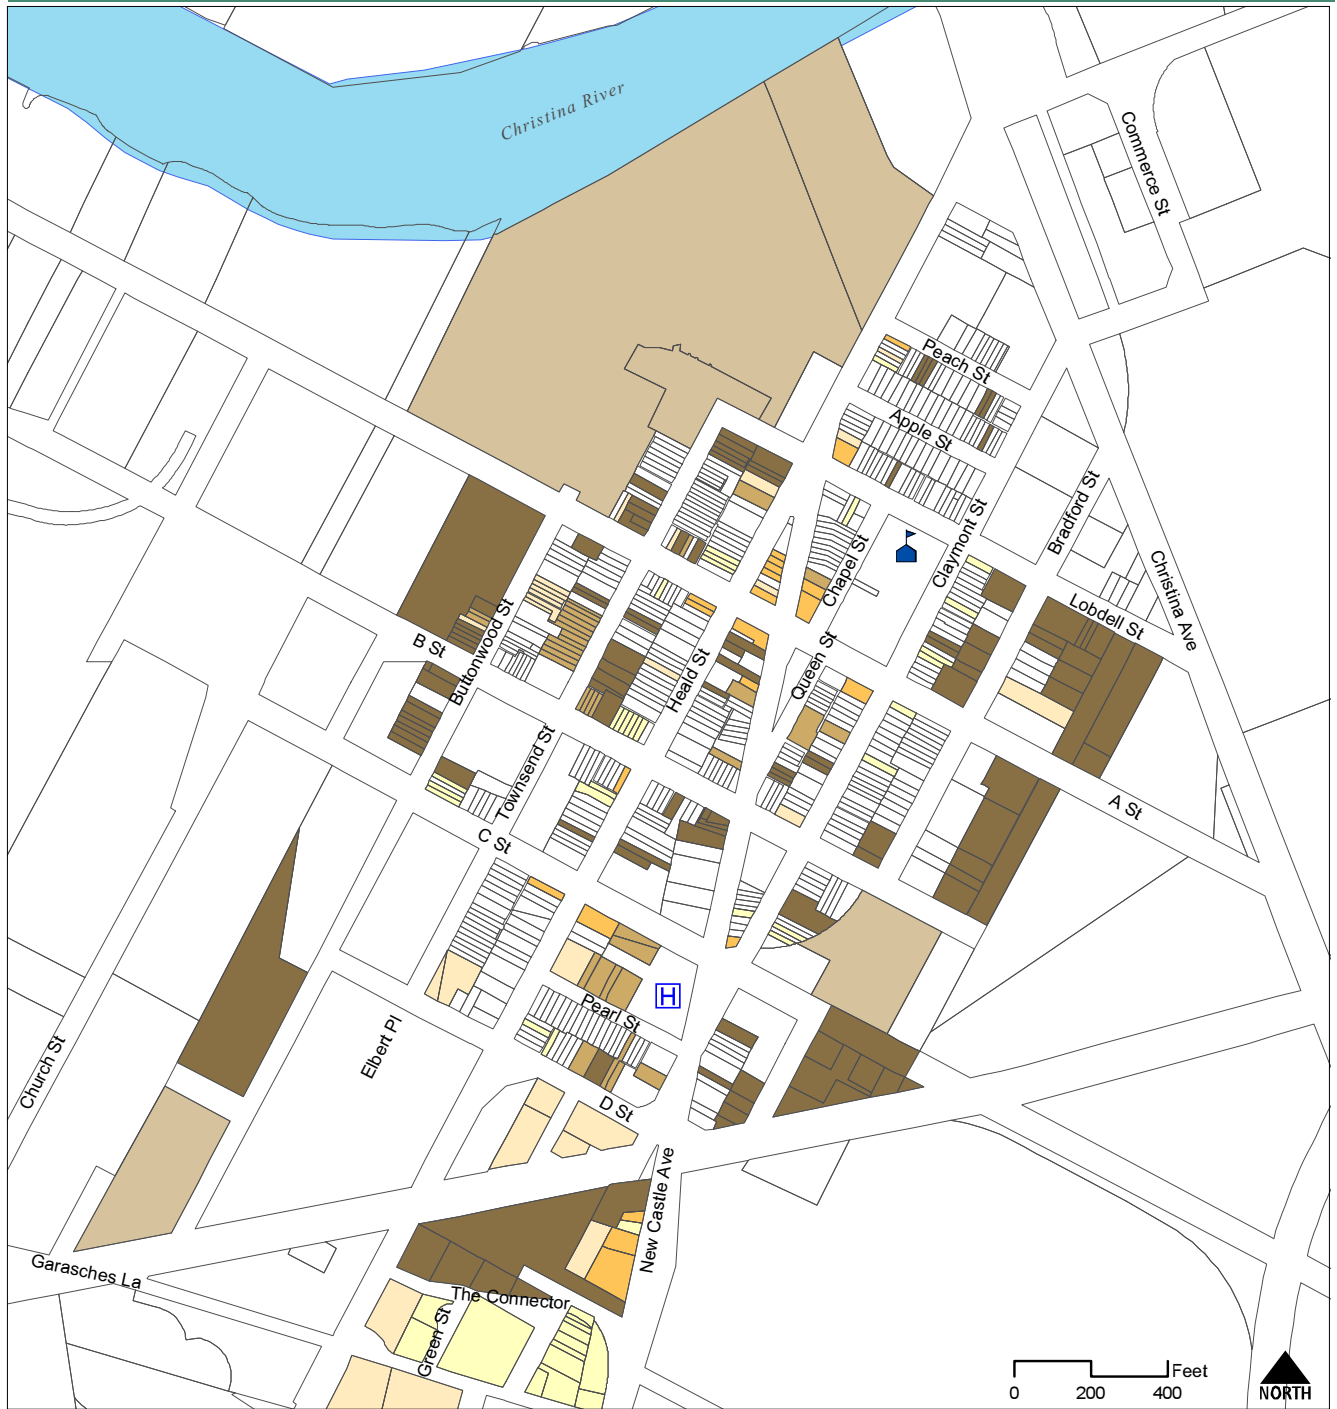 Christina River
Commerce St
Peach St
Apple St
Bradford St
Claymont St
Chapel St
Christina Ave
Lobdell St
Buttonwood St
B St
Heald St
Queen St
Townsend St
A St
C St
Pearl St
Elbert Pl
Church St
D St
New Castle Ave
Garasches La
The Connector
Green St
Feet
0 200 400
NORTH
H